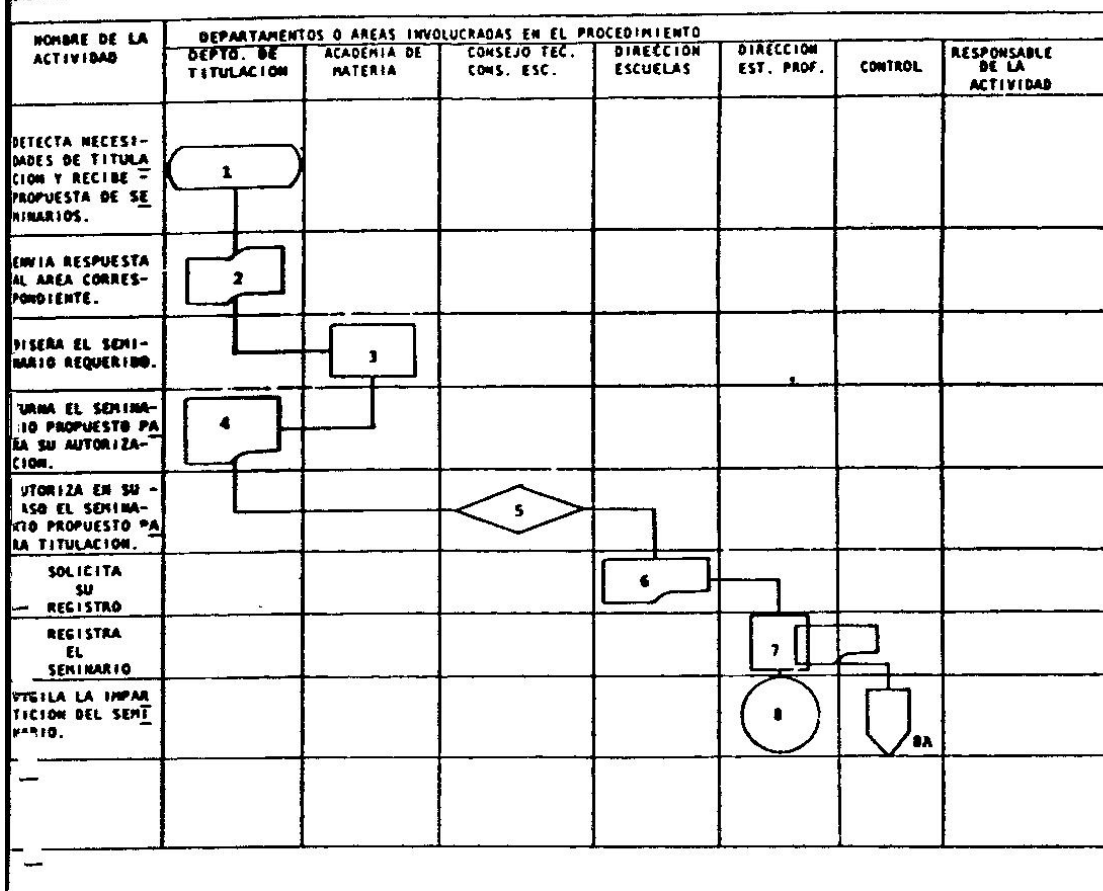 NOMBRE DE LA
ACTIVIDAD
DEPARTAMENTOS O AREAS INVOLUCRADAS EN EL PROCEDIMIENTO
DEPTO. DE
TITULACION
ACADEMIA DE
MATERIA
CONSEJO TEC.
CONS. ESC.
DIRECCION
ESCUELAS
DIRECCION
EST. PROF.
CONTROL
RESPONSABLE
DE LA
ACTIVIDAD
DETECTA NECESI-
DADES DE TITULA
CION Y RECIBE -
PROPUESTA DE SE
MINARIOS.
1
ENVIA RESPUESTA
AL AREA CORRES-
PONDIENTE.
2
DISEÑA EL SEMI-
NARIO REQUERIDO.
3
TURNA EL SEMINA-
IO PROPUESTO PA
RA SU AUTORIZA-
CION.
4
UTORIZA EN SU -
ASO EL SEMINA-
RIO PROPUESTO PA
RA TITULACION.
5
SOLICITA
SU
REGISTRO
6
REGISTRA
EL
SEMINARIO
7
VIGILA LA IMPAR
TICION DEL SEMI
NARIO.
8
8A